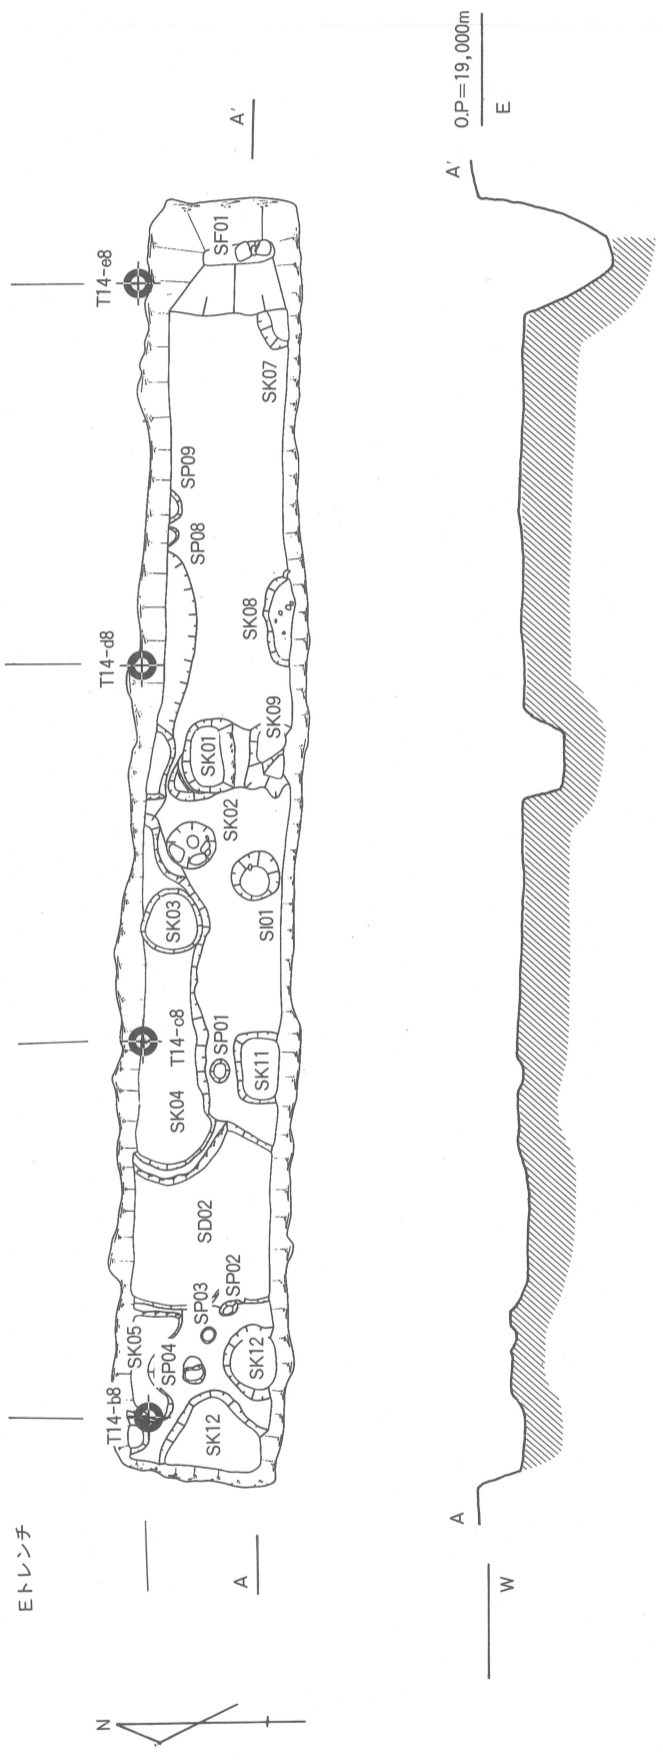 Eトレンチ
N
T14-b8
T14-c8
T14-d8
T14-e8
SK05
SP04
SP03
SP02
SK12
SK12
SD02
SK04
SP01
SK11
SK03
SI01
SK02
SK01
SK09
SK08
SP08
SP09
SK07
SF01
A
A'
A
A'
W
E
O.P=19,000m